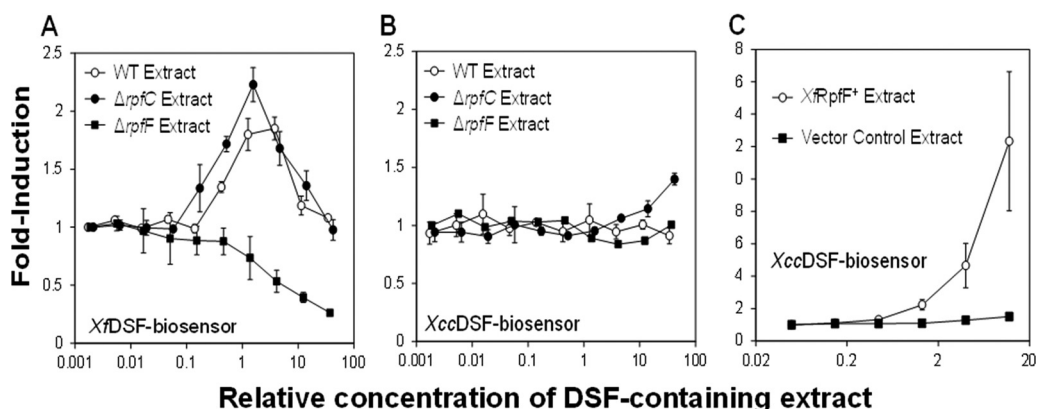 A
2.5
2
1.5
1
0.5
0
WT Extract
ΔrpfC Extract
ΔrpfF Extract
XfDSF-biosensor
0.001 0.01 0.1 1 10 100
B
2.5
2
1.5
1
0.5
0
WT Extract
ΔrpfC Extract
ΔrpfF Extract
XccDSF-biosensor
0.001 0.01 0.1 1 10 100
C
8
6
4
2
0
8
6
4
2
0
XfRpfF+ Extract
Vector Control Extract
XccDSF-biosensor
0.02 0.2 2 20
Fold-Induction
Relative concentration of DSF-containing extract